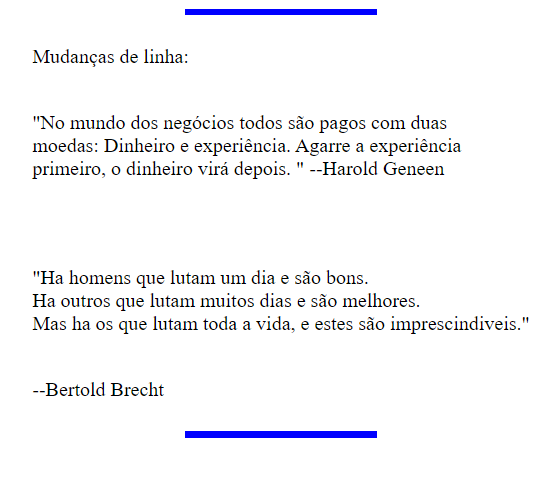 Mudanças de linha:
"No mundo dos negócios todos são pagos com duas
moedas: Dinheiro e experiência. Agarre a experiência
primeiro, o dinheiro virá depois. " --Harold Geneen
"Ha homens que lutam um dia e são bons.
Ha outros que lutam muitos dias e são melhores.
Mas ha os que lutam toda a vida, e estes são imprescindiveis."
--Bertold Brecht